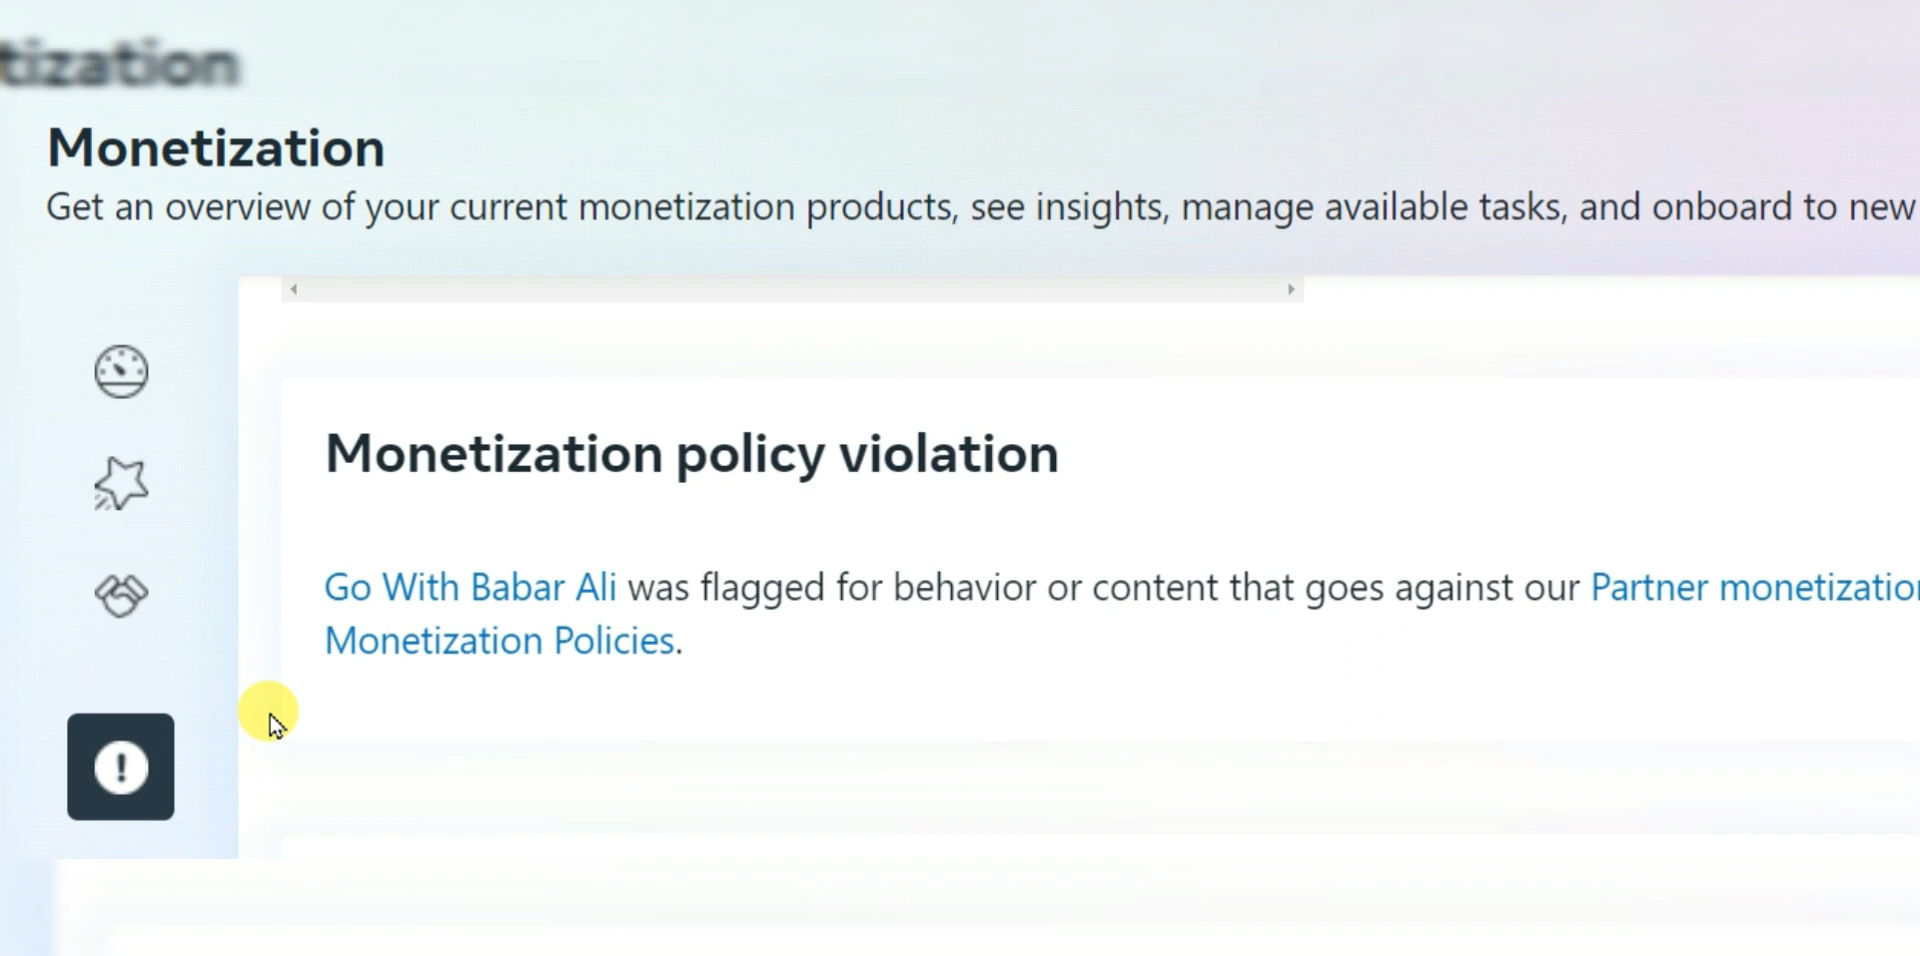 tization
Monetization
Get an overview of your current monetization products, see insights, manage available tasks, and onboard to new
Monetization policy violation
Go With Babar Ali was flagged for behavior or content that goes against our Partner monetization
Monetization Policies.